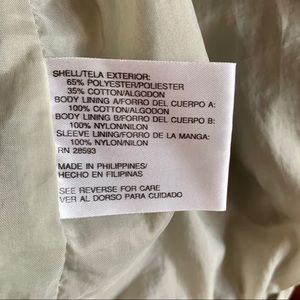 SHELL/TELA EXTERIOR:
65% POLYESTER/POLIESTER
35% COTTON/ALGODON
BODY LINING A/FORRO DEL CUERPO A:
100% COTTON/ALGODON
BODY LINING B/FORRO DEL CUERPO B:
100% NYLON/NILON
SLEEVE LINING/FORRO DE LA MANGA:
100% NYLON/NILON
RN 28593
MADE IN PHILIPPINES/
HECHO EN FILIPINAS
SEE REVERSE FOR CARE
VER AL DORSO PARA CUIDADO